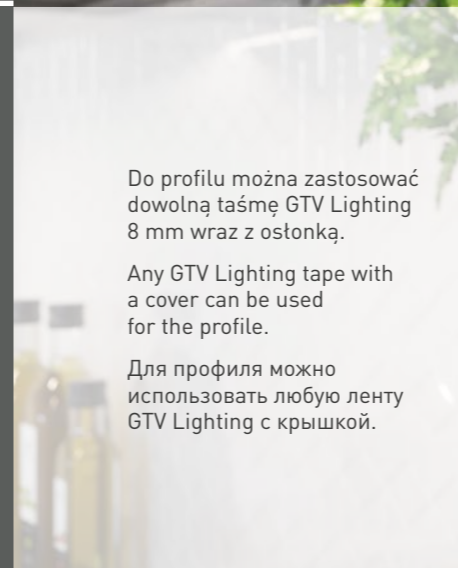 Do profilu można zastosować
dowolną taśmę GTV Lighting
8 mm wraz z osłonką.
Any GTV Lighting tape with
a cover can be used
for the profile.
Для профиля можно
использовать любую ленту
GTV Lighting с крышкой.